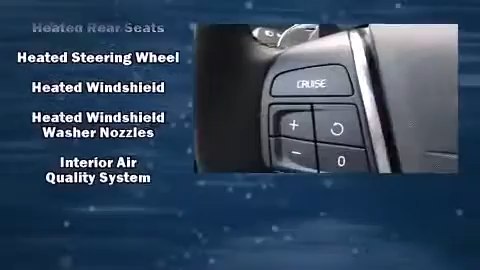 Heated Rear Seats
Heated Steering Wheel
Heated Windshield
Heated Windshield
Washer Nozzles
Interior Air
Quality System
CRUISE
+
−
0